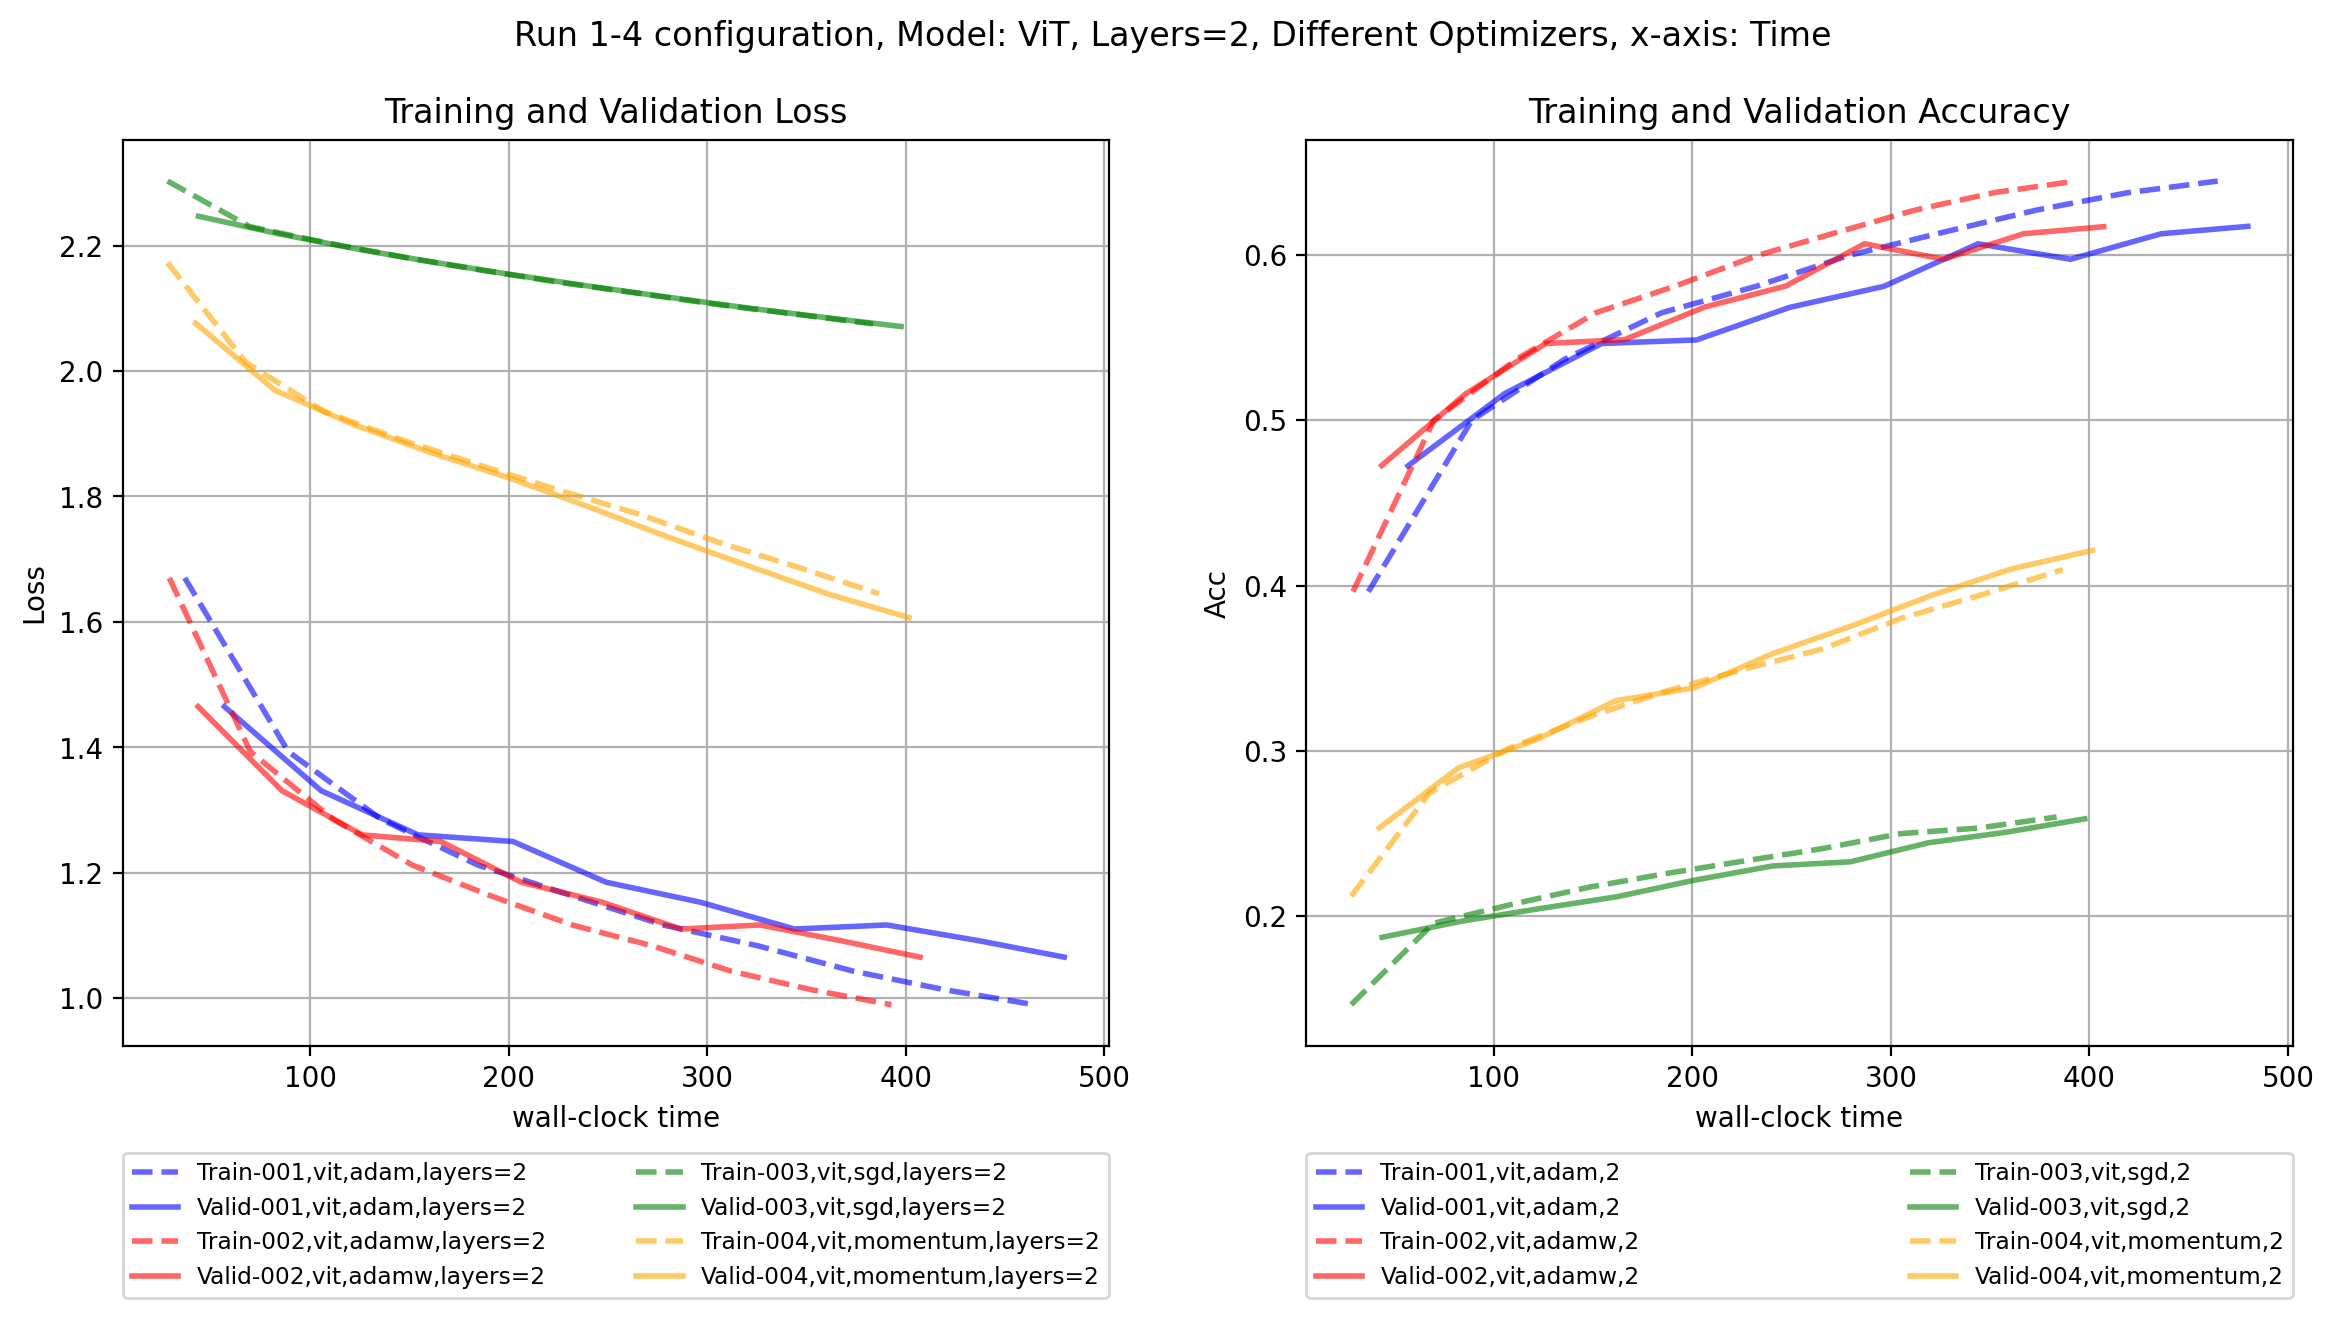 Run 1-4 configuration, Model: ViT, Layers=2, Different Optimizers, x-axis: Time
Training and Validation Loss
Loss
2.2
2.0
1.8
1.6
1.4
1.2
1.0
100 200 300 400 500
wall-clock time
Train-001,vit,adam,layers=2
Valid-001,vit,adam,layers=2
Train-002,vit,adamw,layers=2
Valid-002,vit,adamw,layers=2
Train-003,vit,sgd,layers=2
Valid-003,vit,sgd,layers=2
Train-004,vit,momentum,layers=2
Valid-004,vit,momentum,layers=2
Training and Validation Accuracy
Acc
0.6
0.5
0.4
0.3
0.2
100 200 300 400 500
wall-clock time
Train-001,vit,adam,2
Valid-001,vit,adam,2
Train-002,vit,adamw,2
Valid-002,vit,adamw,2
Train-003,vit,sgd,2
Valid-003,vit,sgd,2
Train-004,vit,momentum,2
Valid-004,vit,momentum,2